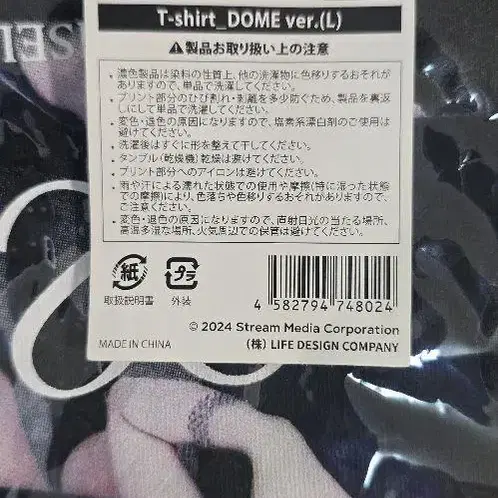 T-shirt_DOME ver.(L)
⚠製品お取り扱い上の注意
・濃色製品は染料の性質上、他の洗濯物に色移りするおそれが
ありますので、単品で洗濯してください。
・プリント部分のひび割れ・剥離を多少防ぐため、製品を裏返
しにして単品で洗濯してください。
・変色・退色の原因になりますので、塩素系漂白剤のご使用は
避けてください。
・洗濯後はすぐに形を整えて干してください。
・タンブル(乾燥機)乾燥は避けてください。
・プリント部分へのアイロンは避けてください。
・雨や汗による濡れた状態での使用や摩擦(特に湿った状態
での摩擦)により、色落ちや色移りするおそれがありますので、
ご注意ください。
・変色・退色の原因になりますので、直射日光の当たる場所、
高温多湿な場所、火気周辺での保管は避けてください。
紙
プラ
取扱説明書
外装
4 582794 748024
© 2024 Stream Media Corporation
MADE IN CHINA
(株) LIFE DESIGN COMPANY